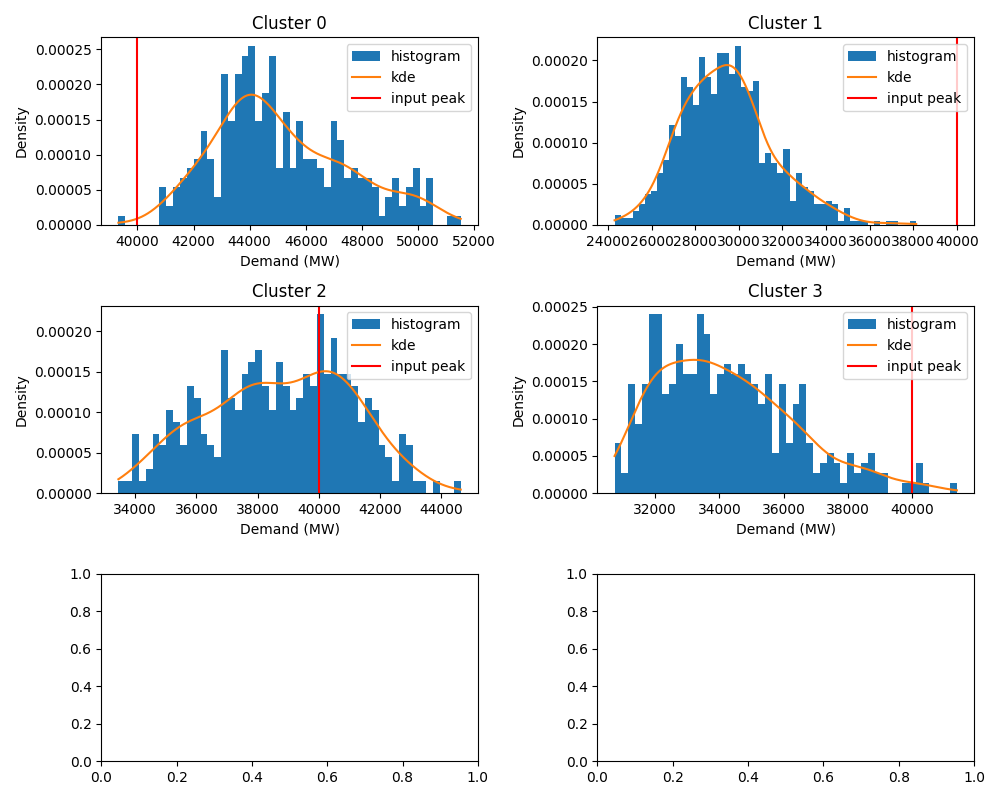 Cluster 0
Density
0.00025
0.00020
0.00015
0.00010
0.00005
0.00000
histogram
kde
input peak
40000 42000 44000 46000 48000 50000 52000
Demand (MW)
Cluster 1
Density
0.00020
0.00015
0.00010
0.00005
0.00000
histogram
kde
input peak
24000 26000 28000 30000 32000 34000 36000 38000 40000
Demand (MW)
Cluster 2
Density
0.00020
0.00015
0.00010
0.00005
0.00000
histogram
kde
input peak
34000 36000 38000 40000 42000 44000
Demand (MW)
Cluster 3
Density
0.00025
0.00020
0.00015
0.00010
0.00005
0.00000
histogram
kde
input peak
32000 34000 36000 38000 40000
Demand (MW)
1.0
0.8
0.6
0.4
0.2
0.0
0.0 0.2 0.4 0.6 0.8 1.0
1.0
0.8
0.6
0.4
0.2
0.0
0.0 0.2 0.4 0.6 0.8 1.0